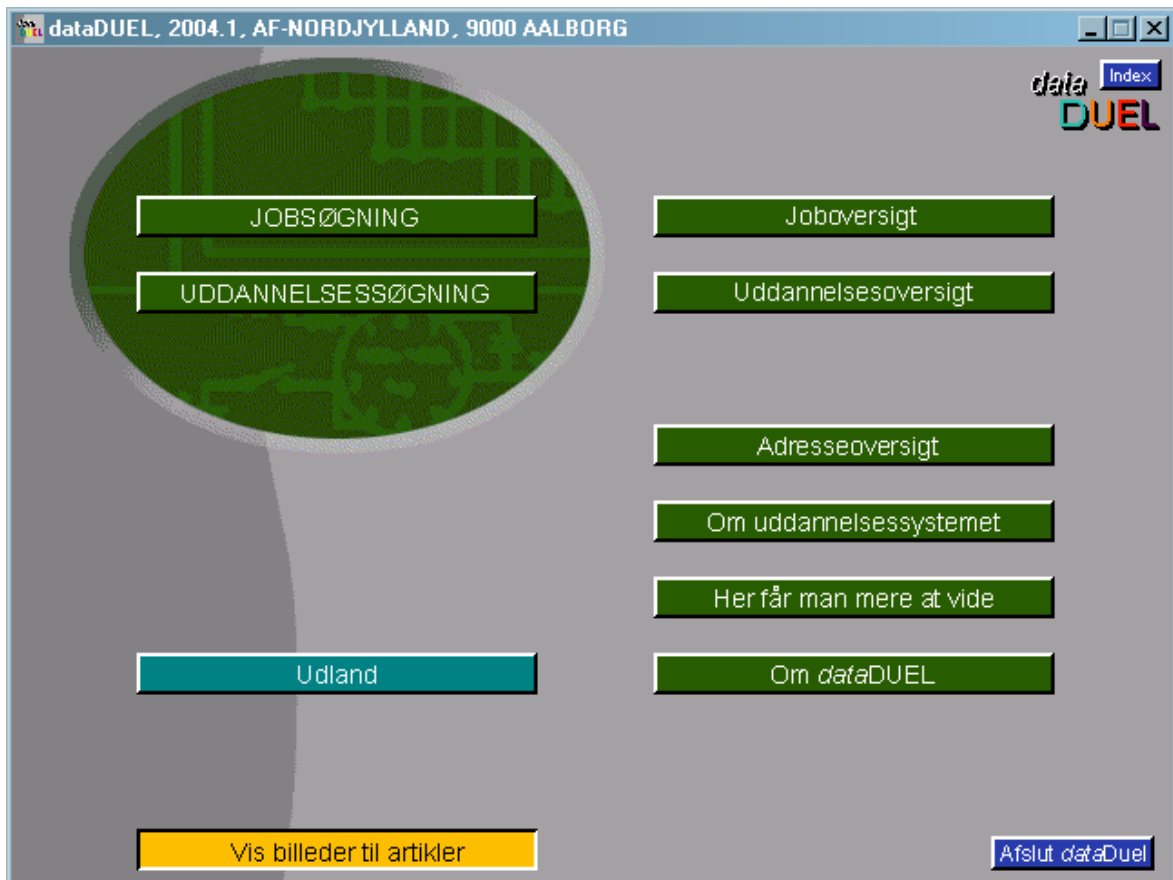 dataDUEL, 2004.1, AF-NORDJYLLAND, 9000 AALBORG
Index
data
DUEL
JOBSØGNING
Joboversigt
UDDANNELSESSØGNING
Uddannelsesoversigt
Adresseoversigt
Om uddannelsessystemet
Her får man mere at vide
Udland
Om dataDUEL
Vis billeder til artikler
Afslut dataDuel